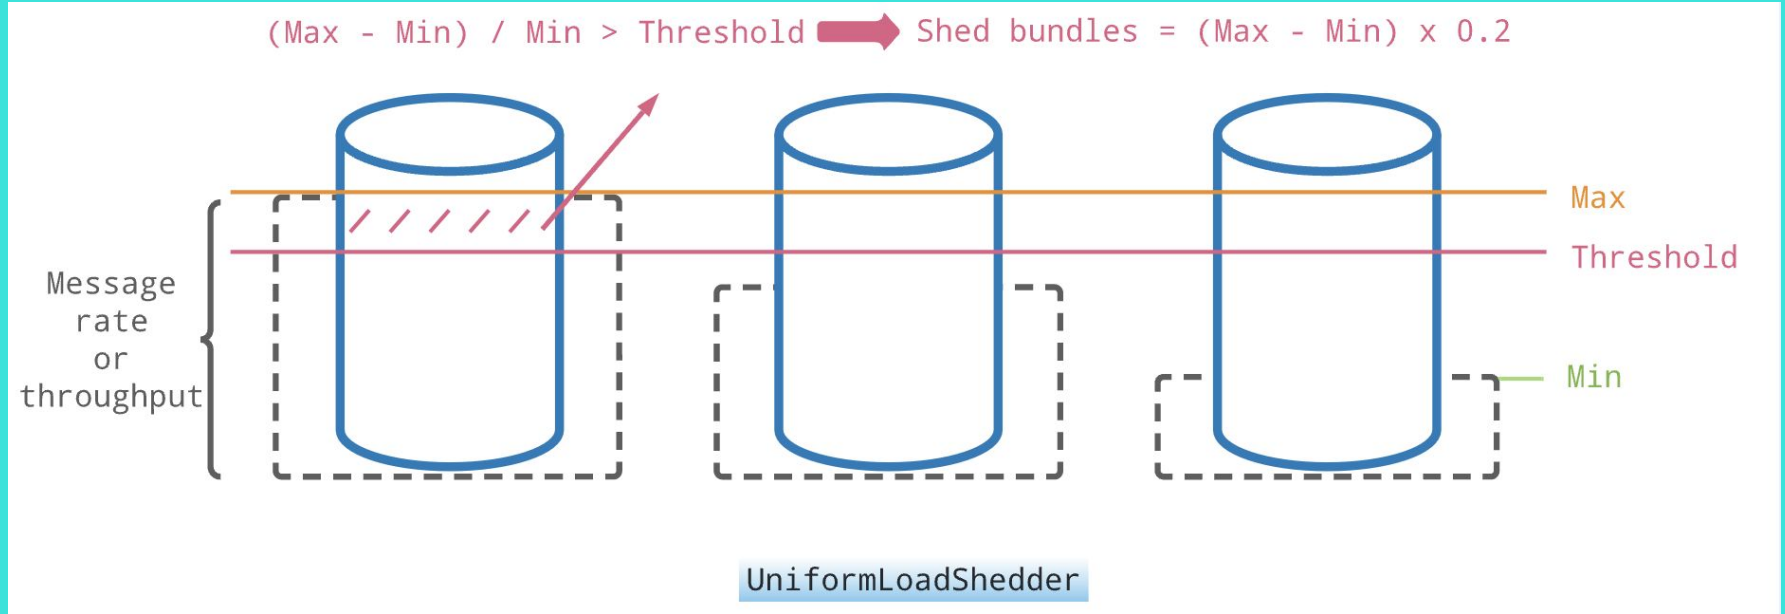 (Max - Min) / Min > Threshold Shed bundles = (Max - Min) x 0.2
Max
Threshold
Message
rate
or
throughput
Min
UniformLoadShedder